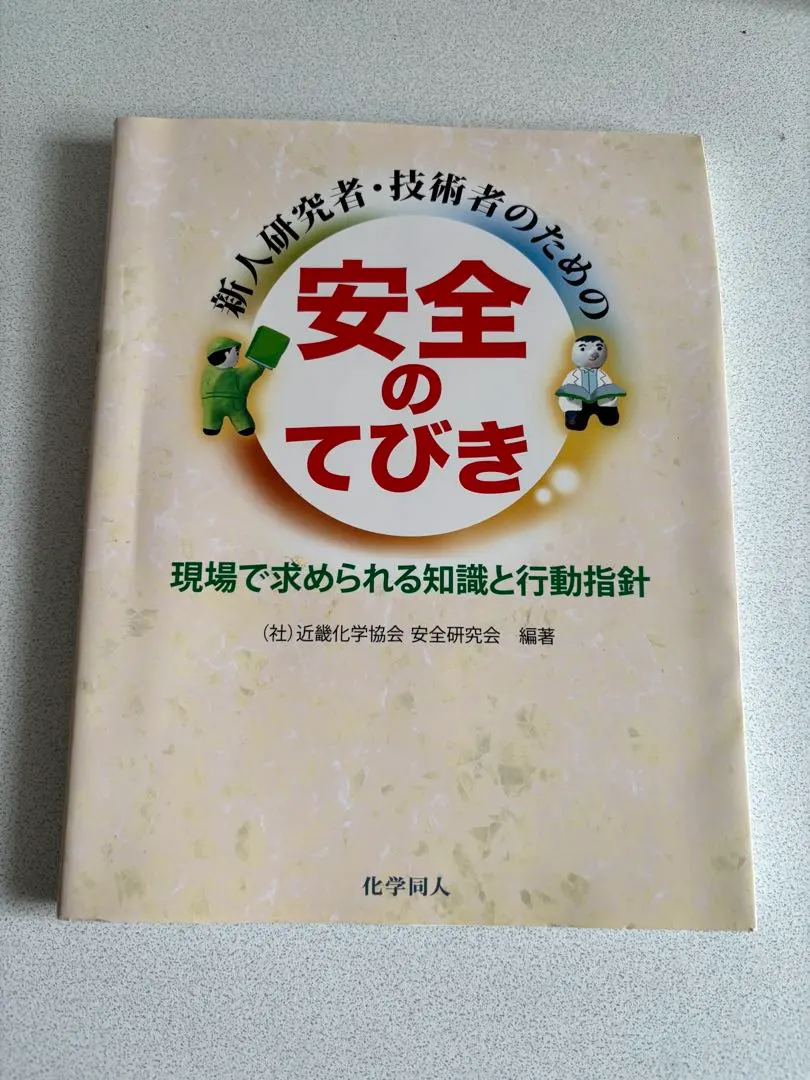 新人研究者・技術者のための
安全
の
てびき
現場で求められる知識と行動指針
（社）近畿化学協会 安全研究会　編著
化学同人